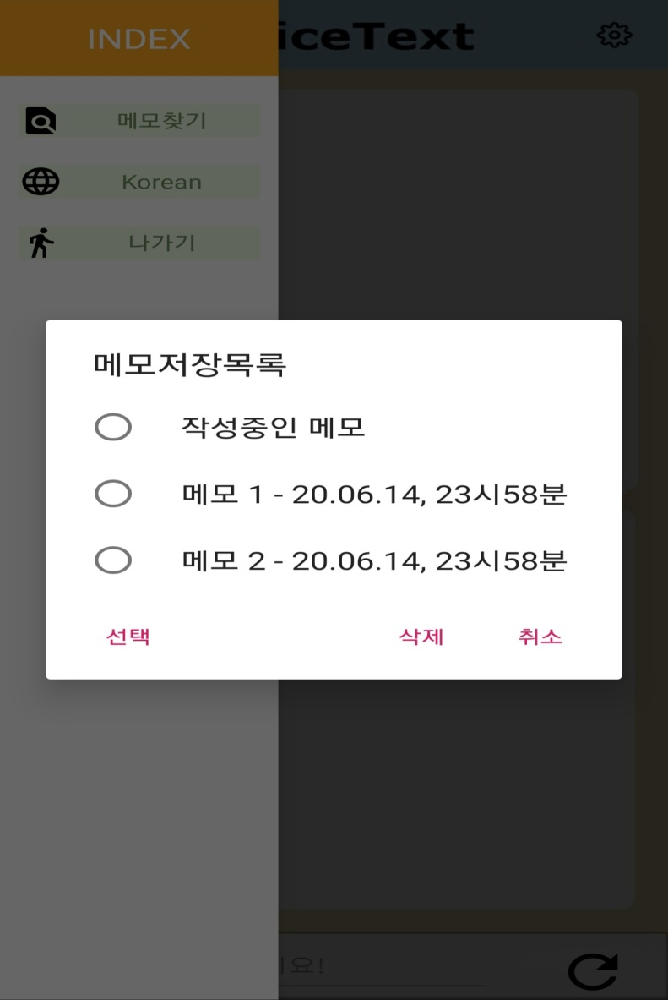 INDEX
iceText
메모찾기
Korean
나가기
메모저장목록
작성중인 메모
메모 1 - 20.06.14, 23시58분
메모 2 - 20.06.14, 23시58분
선택 삭제 취소
요!